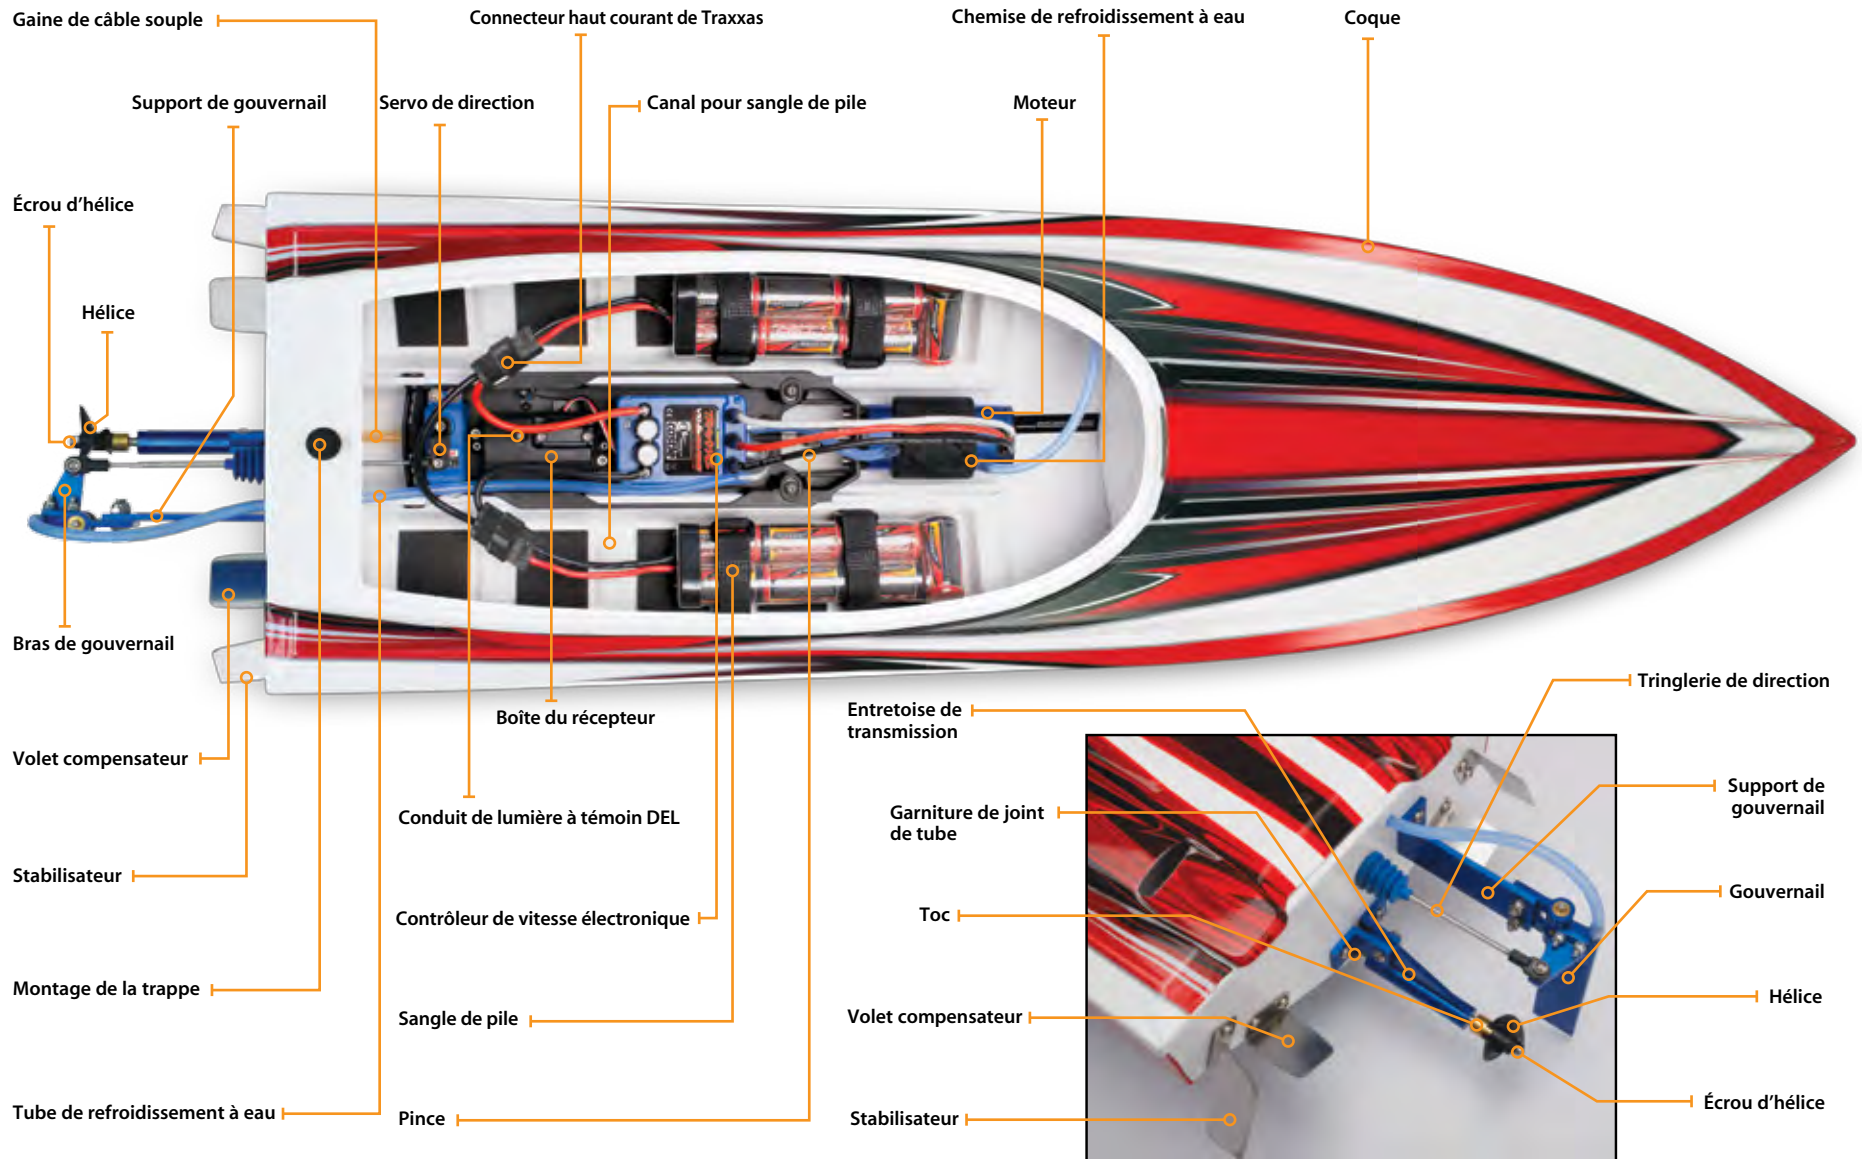 Gaine de câble souple
Connecteur haut courant de Traxxas
Chemise de refroidissement à eau
Coque
Support de gouvernail
Servo de direction
Canal pour sangle de pile
Moteur
Écrou d’hélice
Hélice
Bras de gouvernail
Volet compensateur
Stabilisateur
Montage de la trappe
Tube de refroidissement à eau
Boîte du récepteur
Conduit de lumière à témoin DEL
Contrôleur de vitesse électronique
Sangle de pile
Pince
Entretoise de
transmission
Garniture de joint
de tube
Toc
Volet compensateur
Stabilisateur
Tringlerie de direction
Support de
gouvernail
Gouvernail
Hélice
Écrou d’hélice